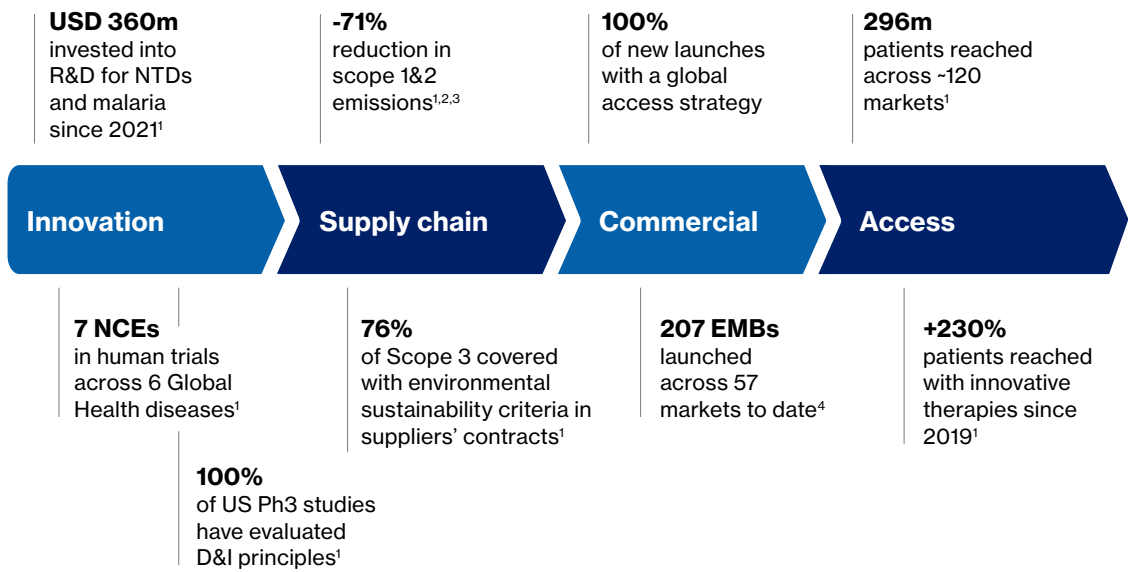 USD 360m
invested into
R&D for NTDs
and malaria
since 2021¹
-71%
reduction in
scope 1&2
emissions¹,²,³
100%
of new launches
with a global
access strategy
296m
patients reached
across ~120
markets¹
Innovation
Supply chain
Commercial
Access
7 NCEs
in human trials
across 6 Global
Health diseases¹
100%
of US Ph3 studies
have evaluated
D&I principles¹
76%
of Scope 3 covered
with environmental
sustainability criteria in
suppliers’ contracts¹
207 EMBs
launched
across 57
markets to date⁴
+230%
patients reached
with innovative
therapies since
2019¹